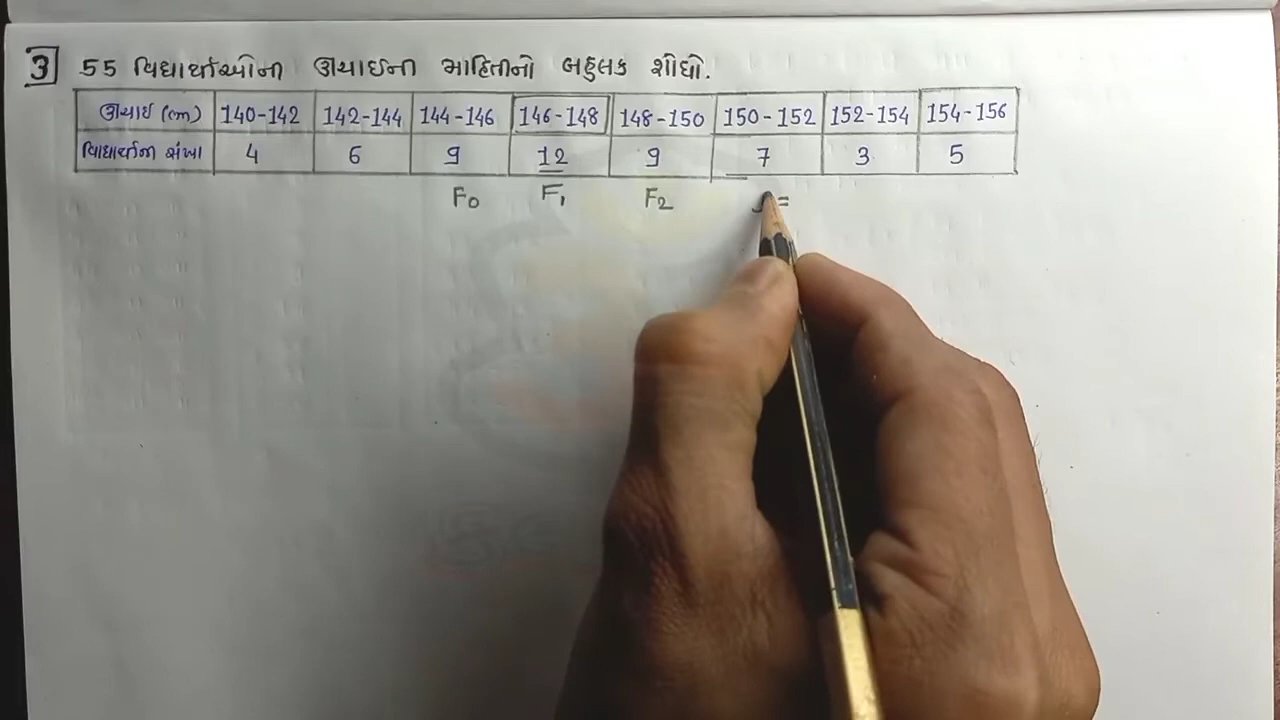 3 55 વિદ્યાર્થીઓની ઊંચાઈની માહિતીનો બહુલક શોધો.
ઊંચાઈ (cm) 140-142 142-144 144-146 146-148 148-150 150-152 152-154 154-156
વિદ્યાર્થીની સંખ્યા 4 6 9 12 9 7 3 5
F0 F1 F2 =